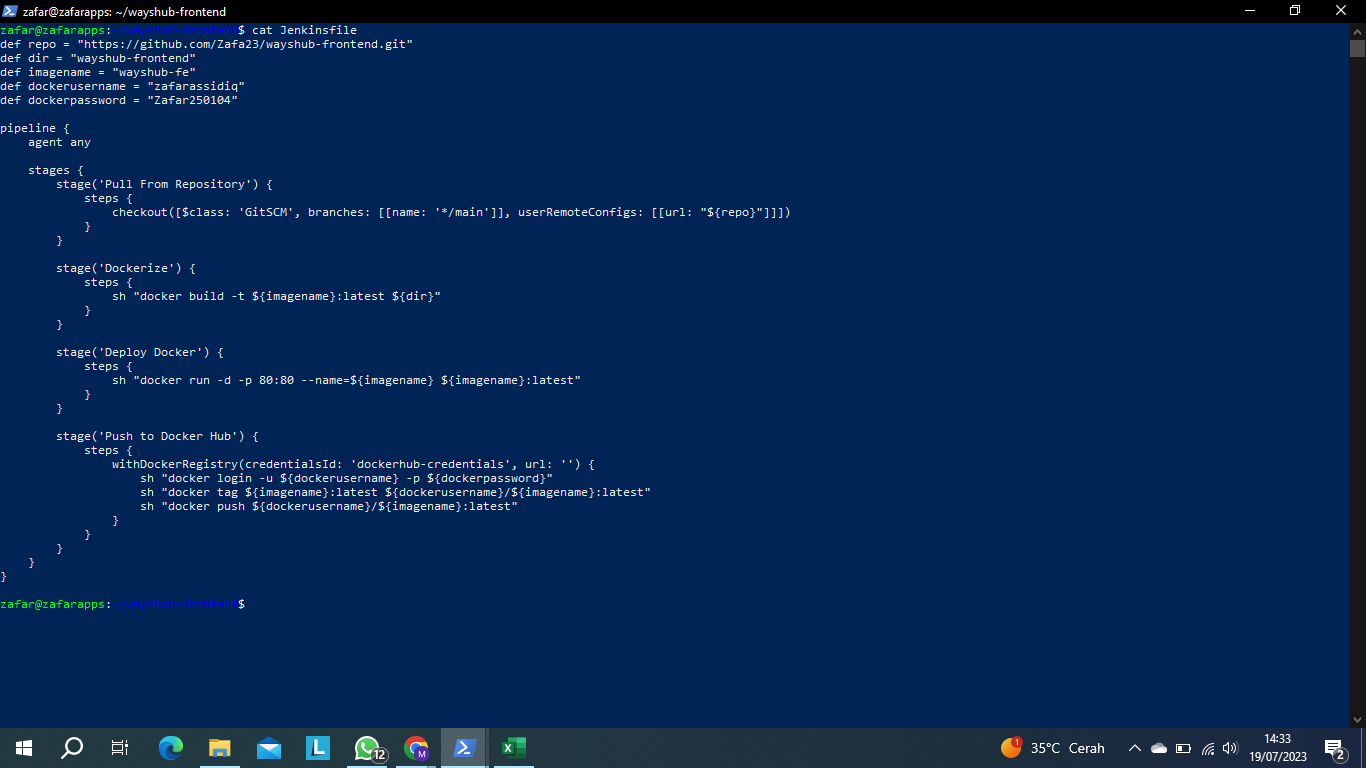 zafar@zafarapps: ~/wayshub-frontend
zafar@zafarapps:~/wayshub-frontend$ cat Jenkinsfile
def repo = "https://github.com/Zafa23/wayshub-frontend.git"
def dir = "wayshub-frontend"
def imagename = "wayshub-fe"
def dockerusername = "zafarassidiq"
def dockerpassword = "Zafar250104"

pipeline {
    agent any

    stages {
        stage('Pull From Repository') {
            steps {
                checkout([$class: 'GitSCM', branches: [[name: '*/main']], userRemoteConfigs: [[url: "${repo}"]]])
            }
        }

        stage('Dockerize') {
            steps {
                sh "docker build -t ${imagename}:latest ${dir}"
            }
        }

        stage('Deploy Docker') {
            steps {
                sh "docker run -d -p 80:80 --name=${imagename} ${imagename}:latest"
            }
        }

        stage('Push to Docker Hub') {
            steps {
                withDockerRegistry(credentialsId: 'dockerhub-credentials', url: '') {
                    sh "docker login -u ${dockerusername} -p ${dockerpassword}"
                    sh "docker tag ${imagename}:latest ${dockerusername}/${imagename}:latest"
                    sh "docker push ${dockerusername}/${imagename}:latest"
                }
            }
        }
    }
}

zafar@zafarapps:~/wayshub-frontend$
L
12
M
1
35°C Cerah
14:33
19/07/2023
2